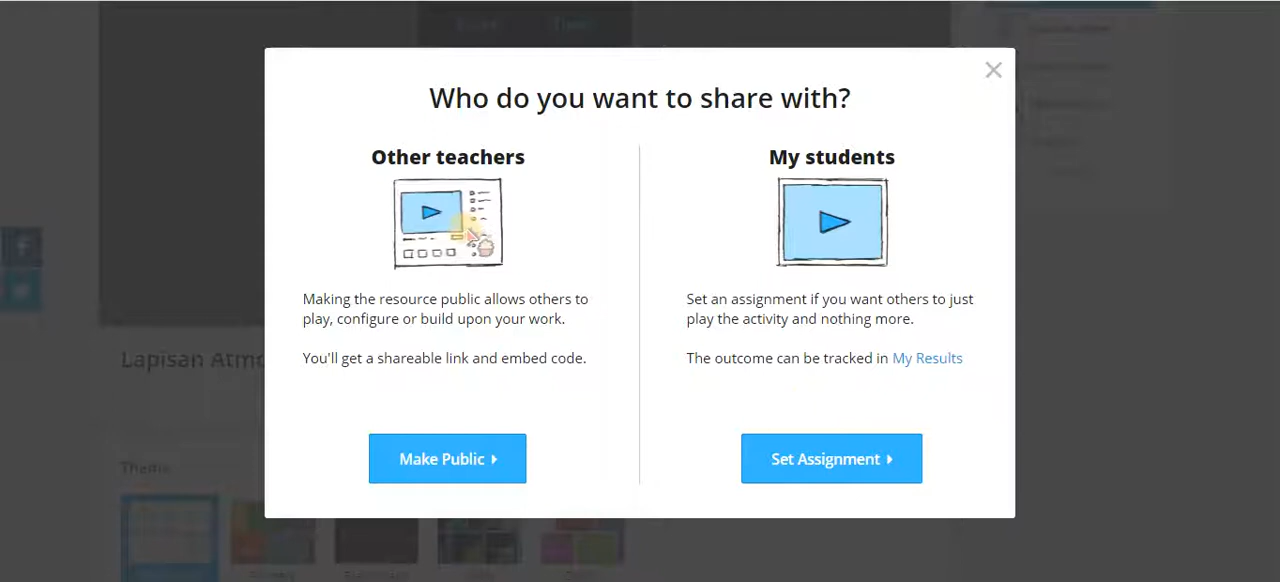 Who do you want to share with?
Other teachers
My students
Making the resource public allows others to
play, configure or build upon your work.
You'll get a shareable link and embed code.
Set an assignment if you want others to just
play the activity and nothing more.
The outcome can be tracked in My Results
Make Public
Set Assignment
Lapisan Atmo
Theme